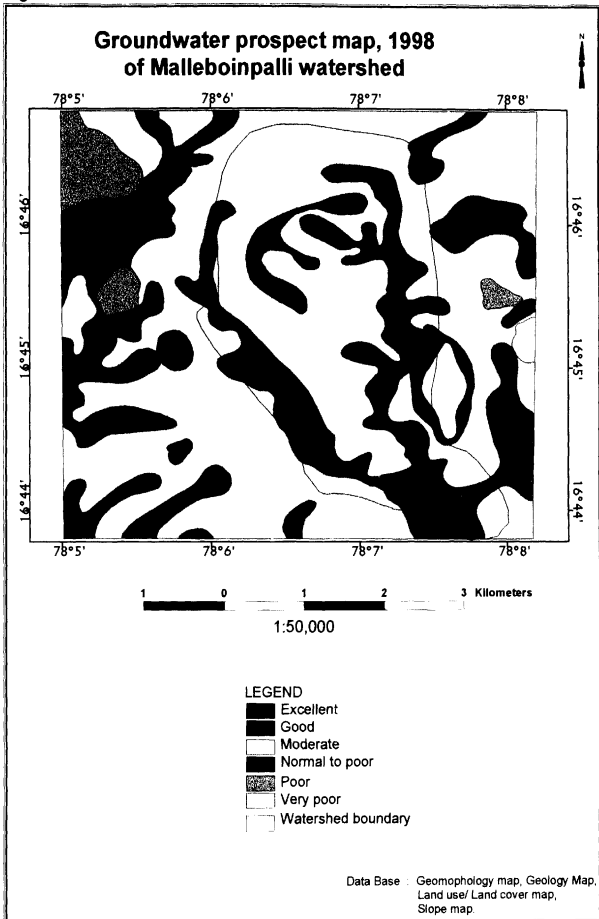 Groundwater prospect map, 1998
of Malleboinpalli watershed
N
78°5' 78°6' 78°7' 78°8'
16°46' 16°46'
16°45' 16°45'
16°44' 16°44'
78°5' 78°6' 78°7' 78°8'
1 0 1 2 3 Kilometers
1:50,000
LEGEND
Excellent
Good
Moderate
Normal to poor
Poor
Very poor
Watershed boundary
Data Base : Geomophology map, Geology Map,
Land use/ Land cover map,
Slope map.